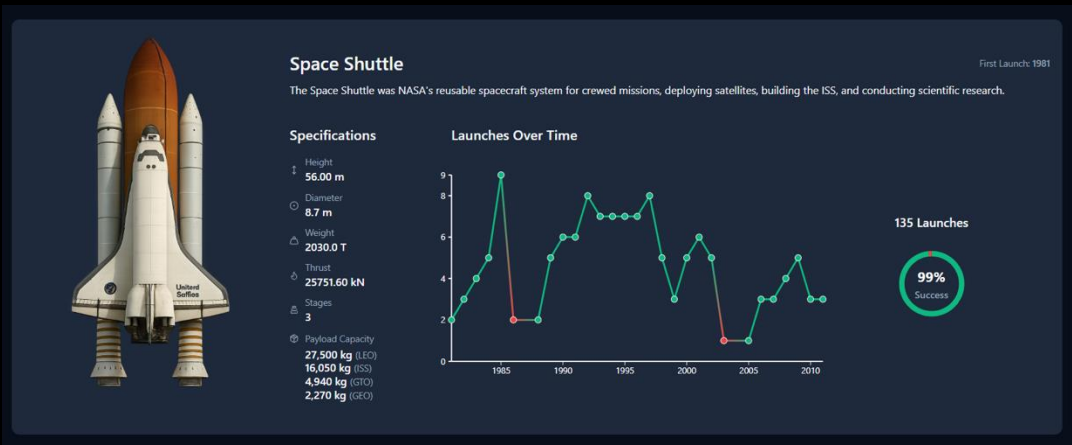 Space Shuttle
First Launch: 1981
The Space Shuttle was NASA's reusable spacecraft system for crewed missions, deploying satellites, building the ISS, and conducting scientific research.
Specifications
Height
56.00 m
Diameter
8.7 m
Weight
2030.0 T
Thrust
25751.60 kN
Stages
3
Payload Capacity
27,500 kg (LEO)
16,050 kg (ISS)
4,940 kg (GTO)
2,270 kg (GEO)
Launches Over Time
9
8
6
4
2
0
1985 1990 1995 2000 2005 2010
135 Launches
99%
Success
United